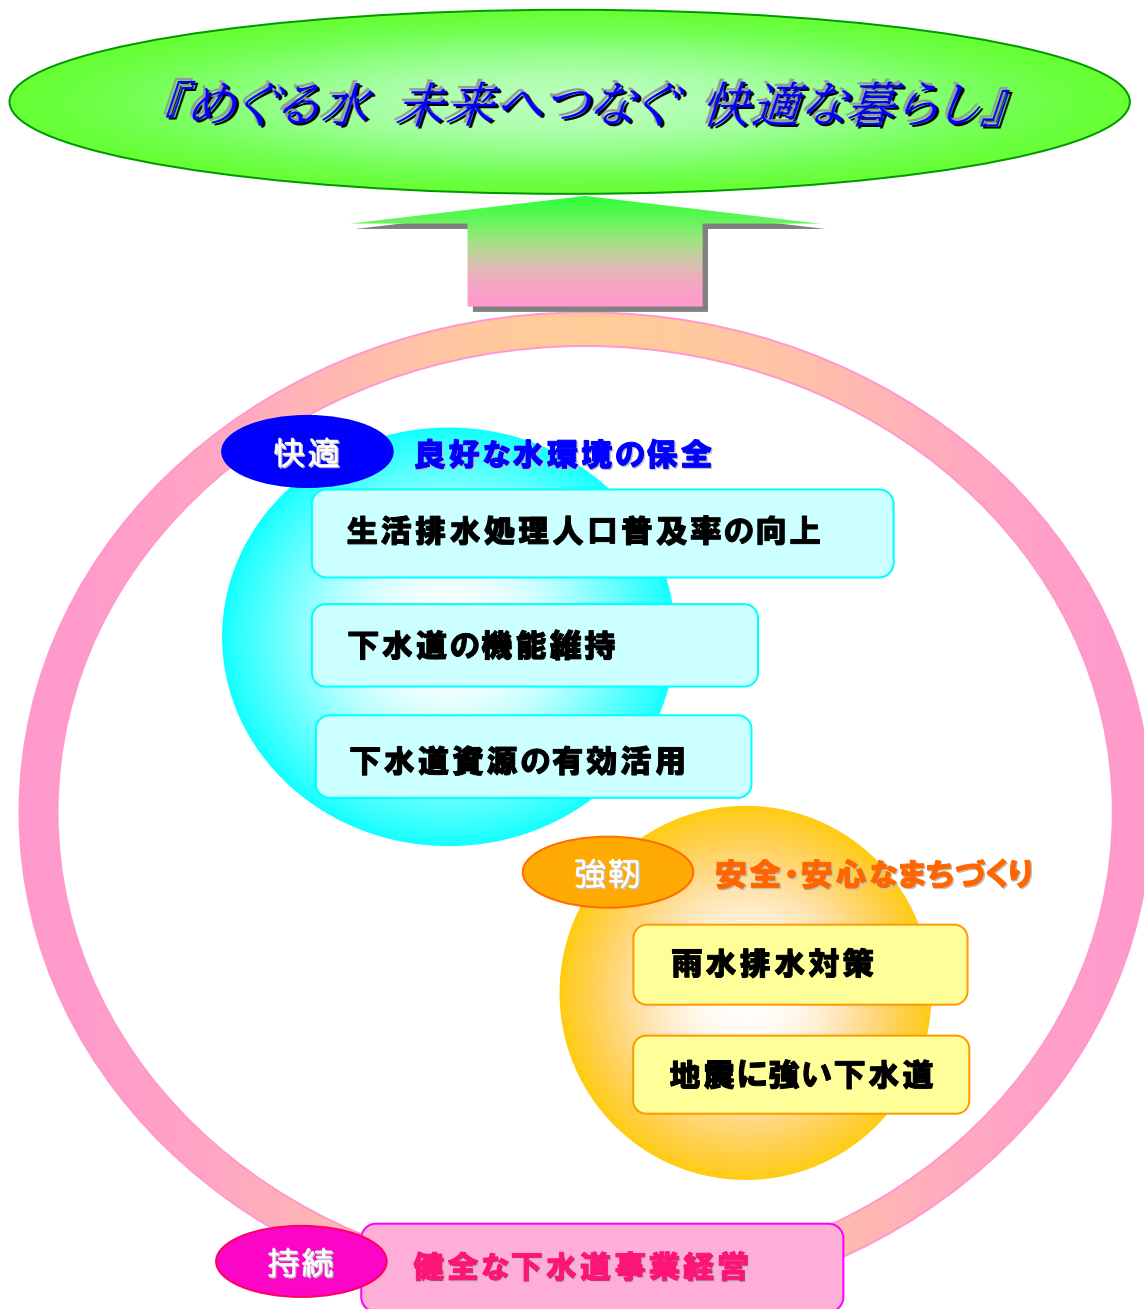 『めぐる水 未来へつなぐ 快適な暮らし』
快適
良好な水環境の保全
生活排水処理人口普及率の向上
下水道の機能維持
下水道資源の有効活用
強靭
安全・安心なまちづくり
雨水排水対策
地震に強い下水道
持続
健全な下水道事業経営